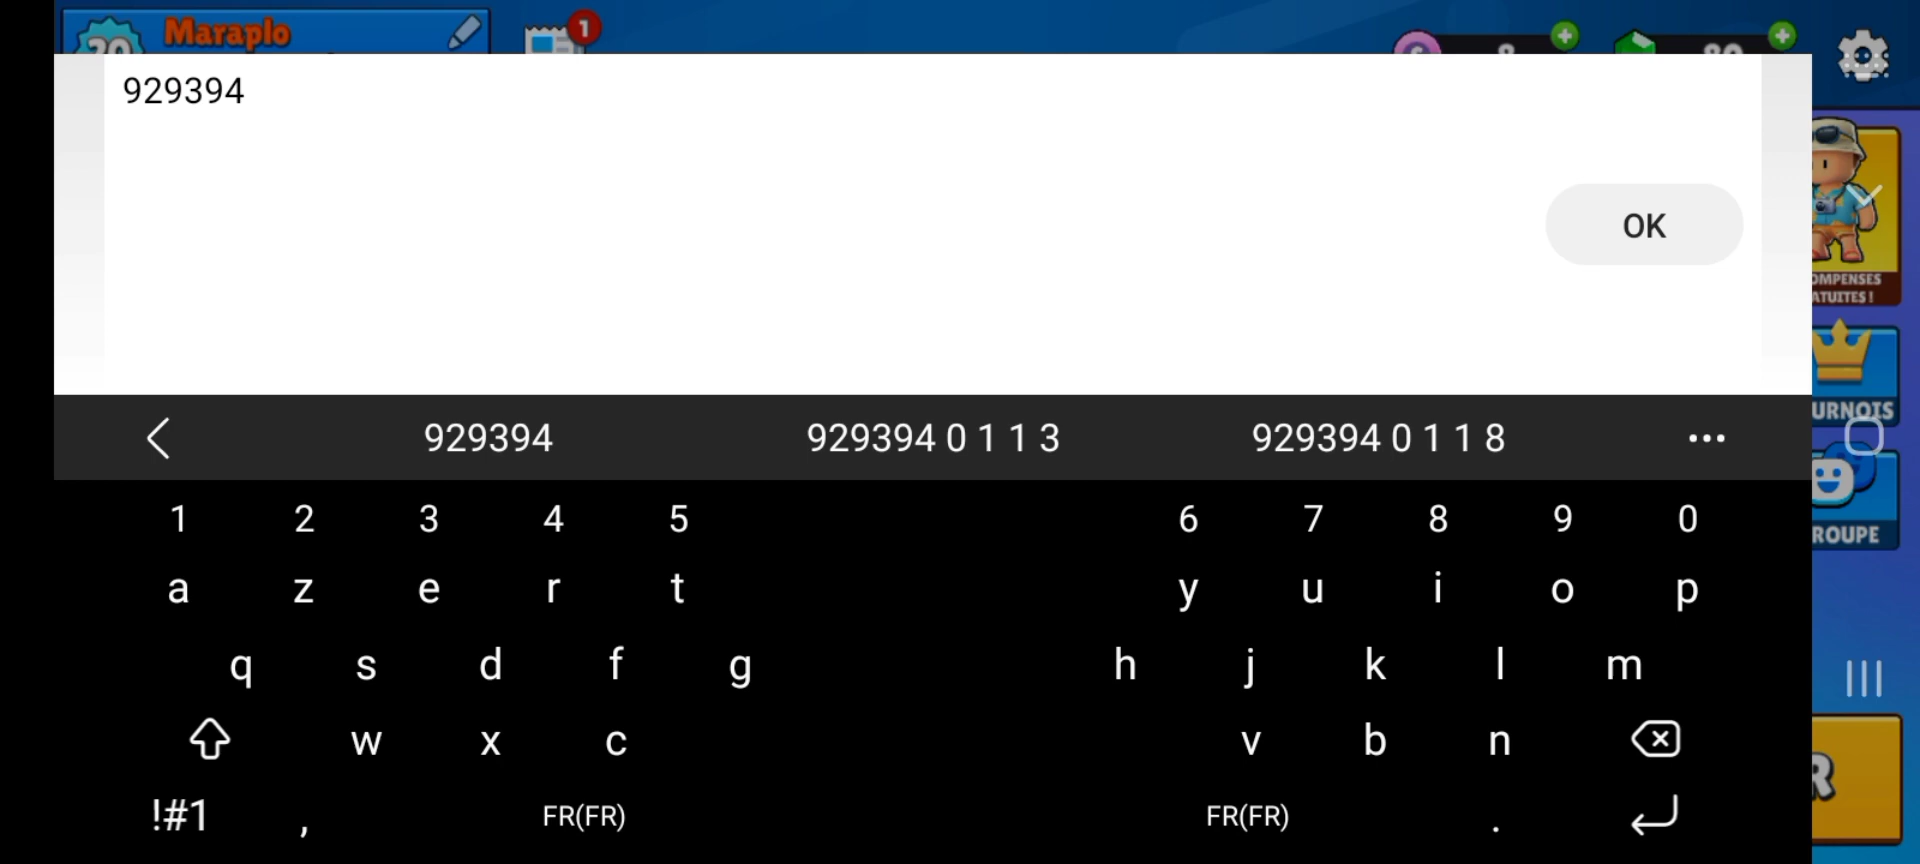 Maraplo
1
929394
OK
OMPENSES
ATUITES !
URNOIS
ROUPE
929394
929394 0 1 1 3
929394 0 1 1 8
1 2 3 4 5 6 7 8 9 0
a z e r t y u i o p
q s d f g h j k l m
w x c v b n
!#1 , FR(FR) FR(FR) .
R